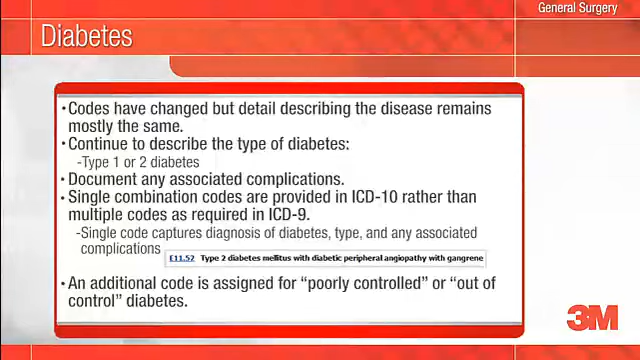 General Surgery
Diabetes
• Codes have changed but detail describing the disease remains
mostly the same.
• Continue to describe the type of diabetes:
-Type 1 or 2 diabetes
• Document any associated complications.
• Single combination codes are provided in ICD-10 rather than
multiple codes as required in ICD-9.
-Single code captures diagnosis of diabetes, type, and any associated
complications
E11.52 Type 2 diabetes mellitus with diabetic peripheral angiopathy with gangrene
• An additional code is assigned for “poorly controlled” or “out of
control” diabetes.
3M